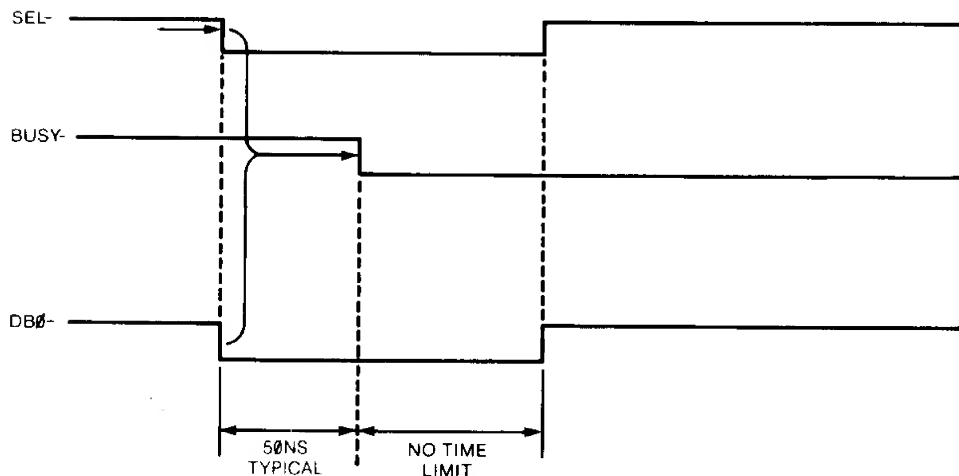 SEL-
BUSY-
DBØ-
5ØNS
TYPICAL
NO TIME
LIMIT